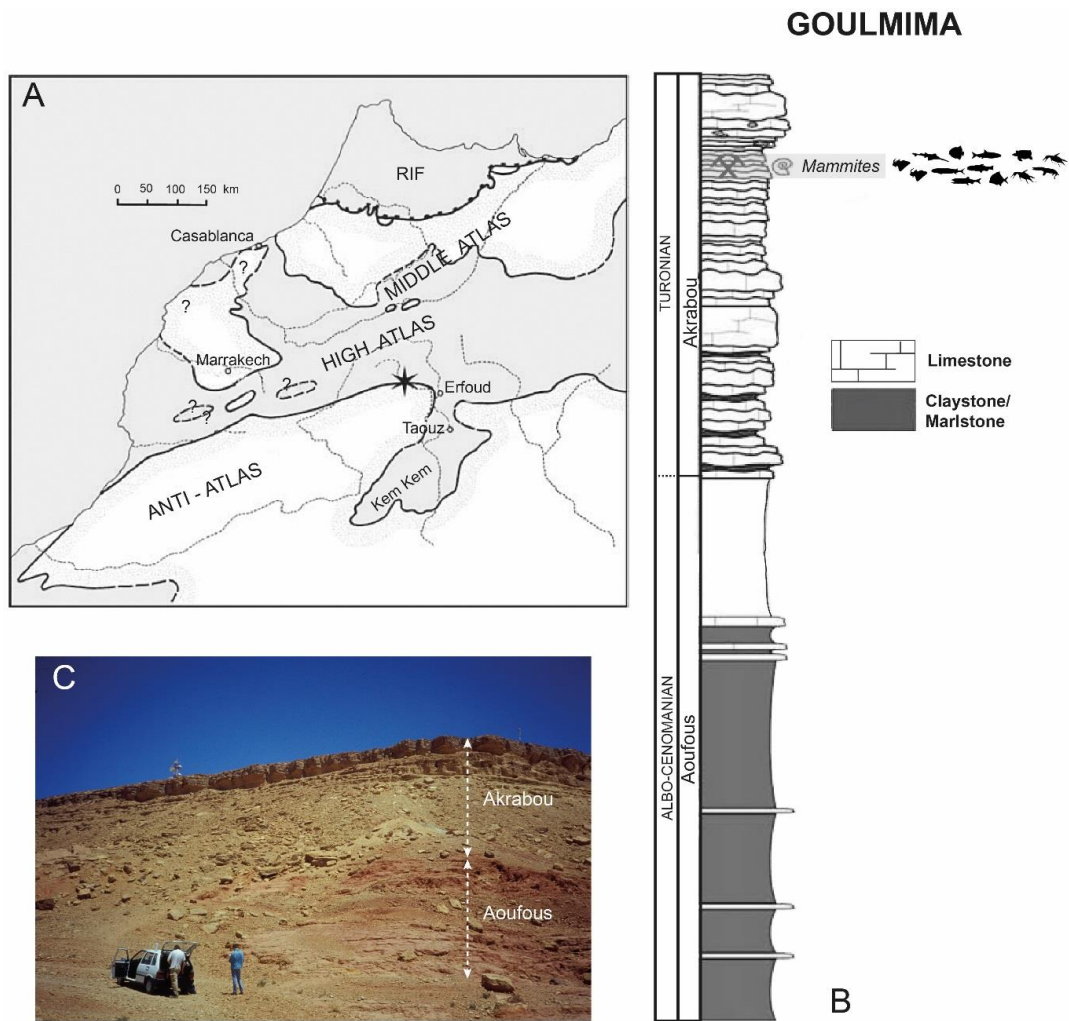 GOULMIMA
A
RIF
0 50 100 150 km
Casablanca
?
?
MIDDLE ATLAS
HIGH ATLAS
Marrakech
?
?
?
Erfoud
Taouz
Kem Kem
ANTI - ATLAS
C
Akrabou
Aoufous
TURONIAN
Akrabou
ALBO-CENOMANIAN
Aoufous
Mammites
Limestone
Claystone/
Marlstone
B